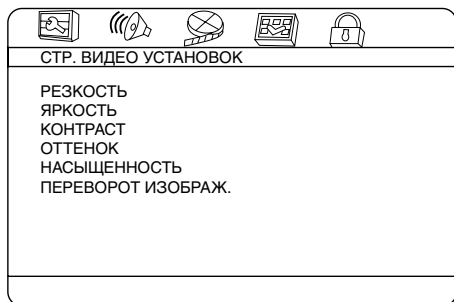 СТР. ВИДЕО УСТАНОВОК
РЕЗКОСТЬ
ЯРКОСТЬ
КОНТРАСТ
ОТТЕНОК
НАСЫЩЕННОСТЬ
ПЕРЕВОРОТ ИЗОБРАЖ.